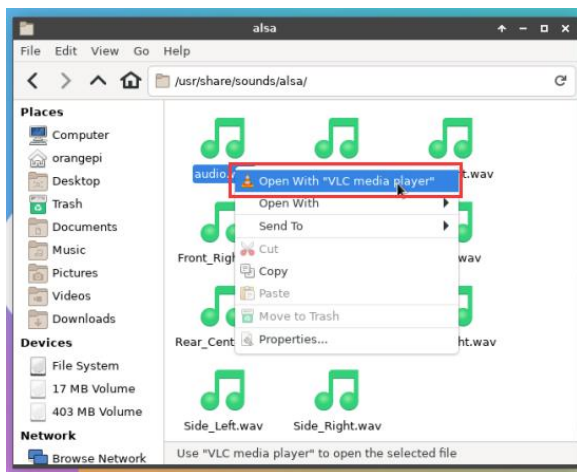 alsa
File Edit View Go Help
/usr/share/sounds/alsa/
Places
Computer
orangepi
Desktop
Trash
Documents
Music
Pictures
Videos
Downloads
Devices
File System
17 MB Volume
403 MB Volume
Network
Browse Network
audio.
t.wav
Open With "VLC media player"
Open With
Send To
Cut
Copy
Paste
Move to Trash
Properties...
Front_Righ
wav
Rear_Cent
ht.wav
Side_Left.wav Side_Right.wav
Use "VLC media player" to open the selected file